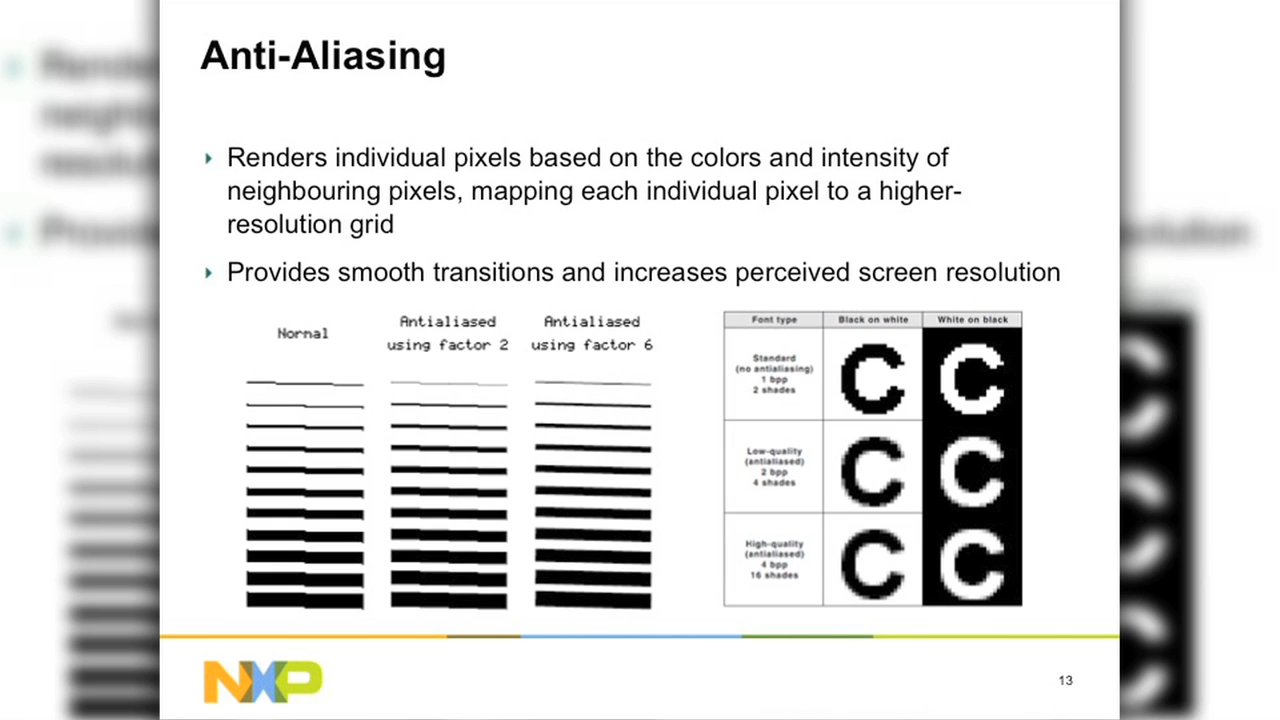 Anti-Aliasing
Renders individual pixels based on the colors and intensity of
neighbouring pixels, mapping each individual pixel to a higher-
resolution grid
Provides smooth transitions and increases perceived screen resolution
Normal
Antialiased
using factor 2
Antialiased
using factor 6
Font type
Black on white
White on black
Standard
(no antialiasing)
1 bpp
2 shades
C C
Low-quality
(antialiased)
2 bpp
4 shades
C C
High-quality
(antialiased)
4 bpp
16 shades
C C
NXP
13